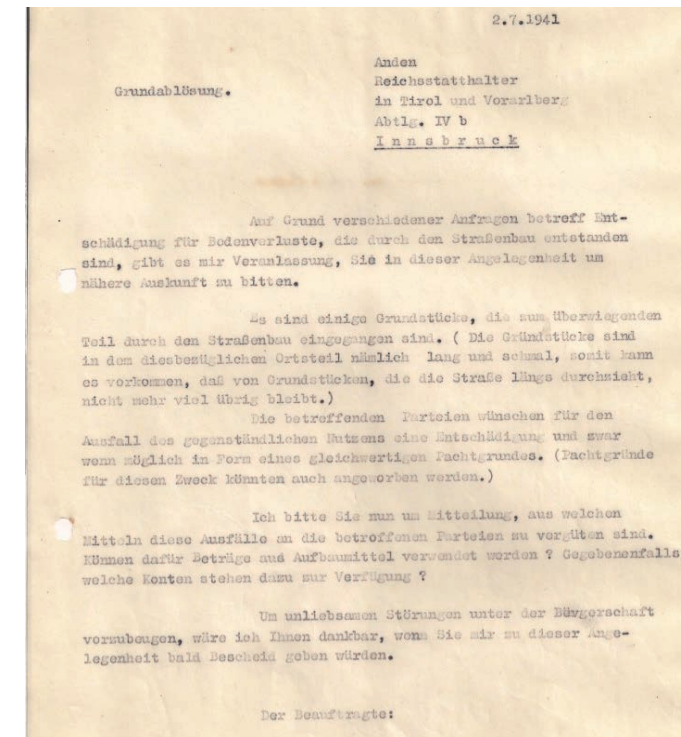 2.7.1941
Anden
Grundablösung.
Reichsstatthalter
in Tirol und Vorarlberg
Abtlg. IV b
I n n s b r u c k
Auf Grund verschiedener Anfragen betreff Ent-
schädigung für Bodenverluste, die durch den Straßenbau entstanden
sind, gibt es mir Veranlassung, Sie in dieser Angelegenheit um
nähere Auskunft zu bitten.
Es sind einige Grundstücke, die zum überwiegenden
Teil durch den Straßenbau eingegangen sind. ( Die Gründstücke sind
in dem diesbezüglichen Ortsteil nämlich lang und schmal, somit kann
es vorkommen, daß von Grundstücken, die die Straße längs durchzieht,
nicht mehr viel übrig bleibt.)
Die betreffenden Parteien wünschen für den
Ausfall des gegenständlichen Nutzens eine Entschädigung und zwar
wenn möglich in Form eines gleichwertigen Pachtgrundes. (Pachtgründe
für diesen Zweck könnten auch angeworben werden.)
Ich bitte Sie nun um Mitteilung, aus welchen
Mitteln diese Ausfälle an die betroffenen Parteien zu vergüten sind.
Können dafür Beträge aus Aufbaumittel verwendet werden ? Gegebenenfalls
welche Konten stehen dazu zur Verfügung ?
Um unliebsamen Störungen unter der Bürgerschaft
vorzubeugen, wäre ich Ihnen dankbar, wenn Sie mir zu dieser Ange-
legenheit bald Bescheid geben würden.
Der Beauftragte: